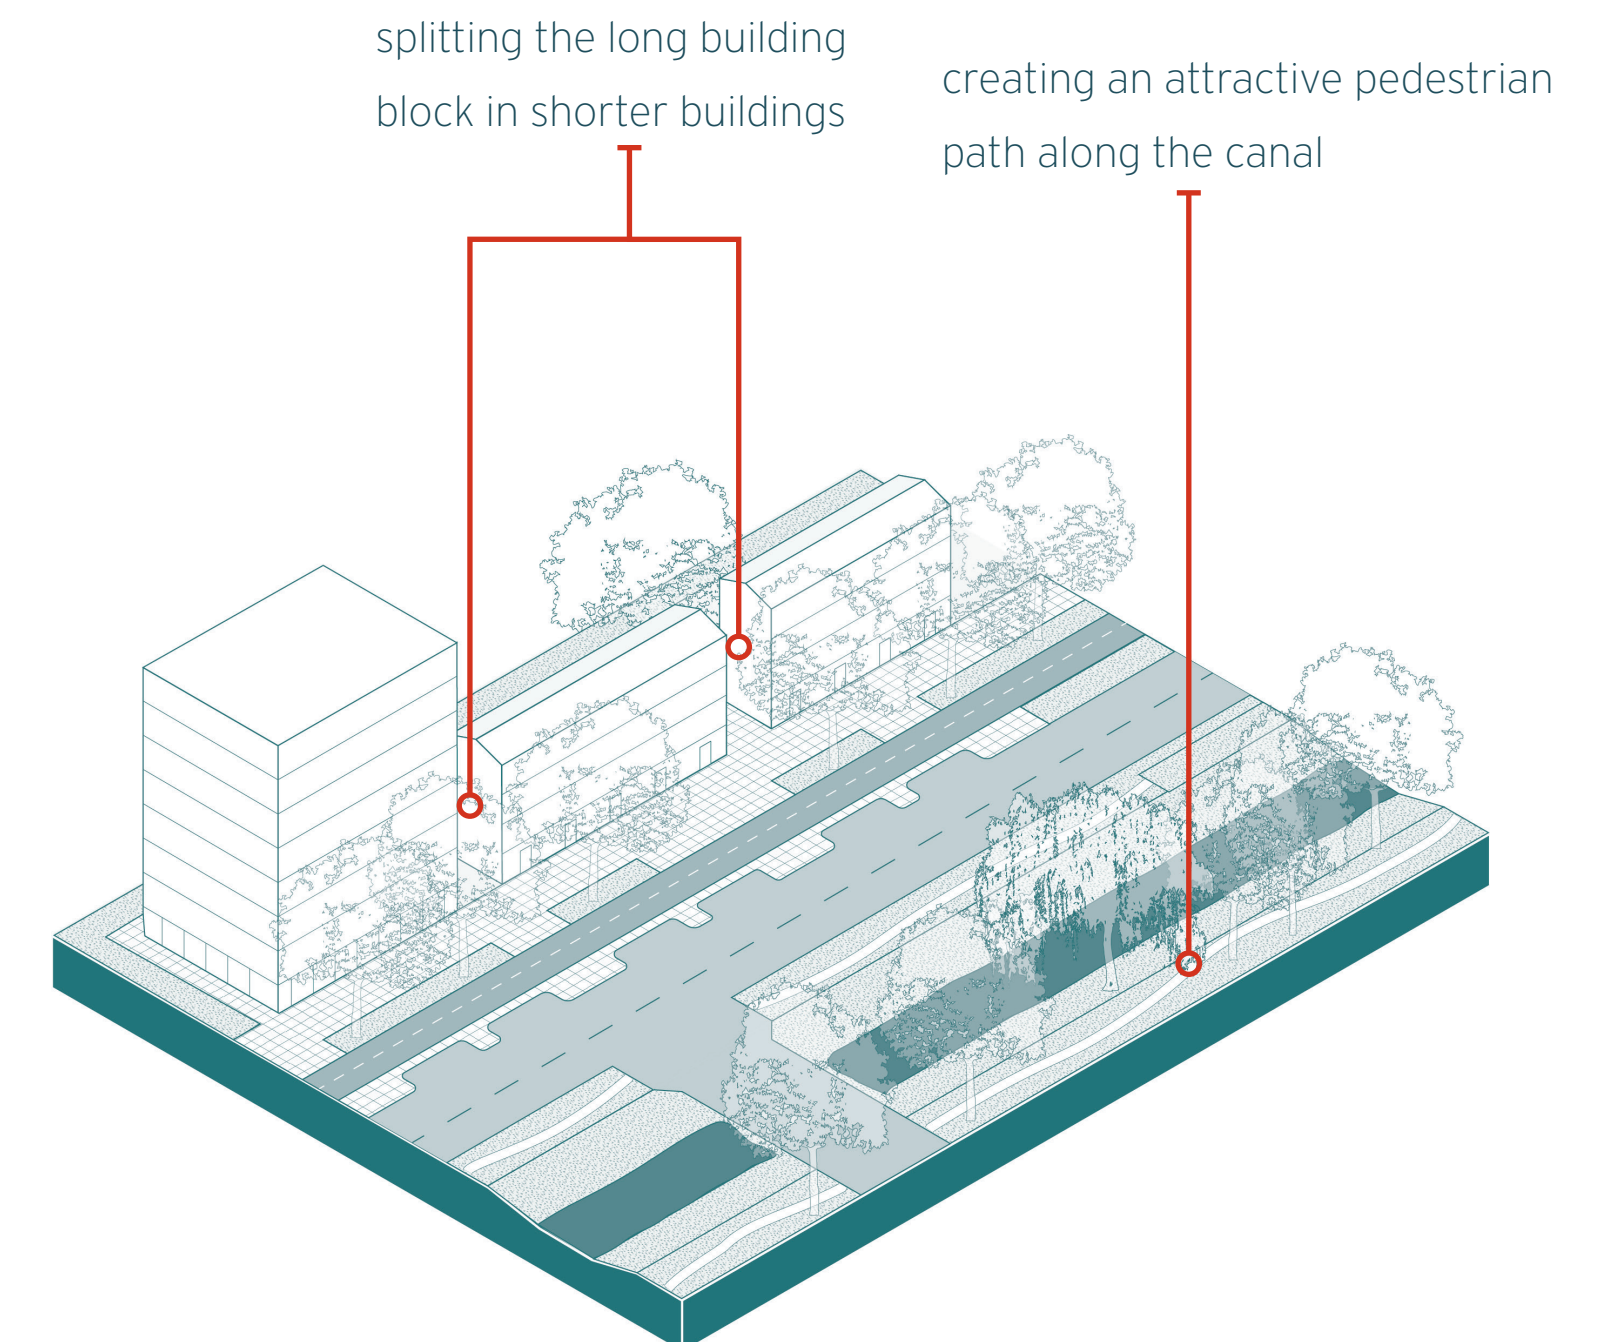 splitting the long building
block in shorter buildings
creating an attractive pedestrian
path along the canal